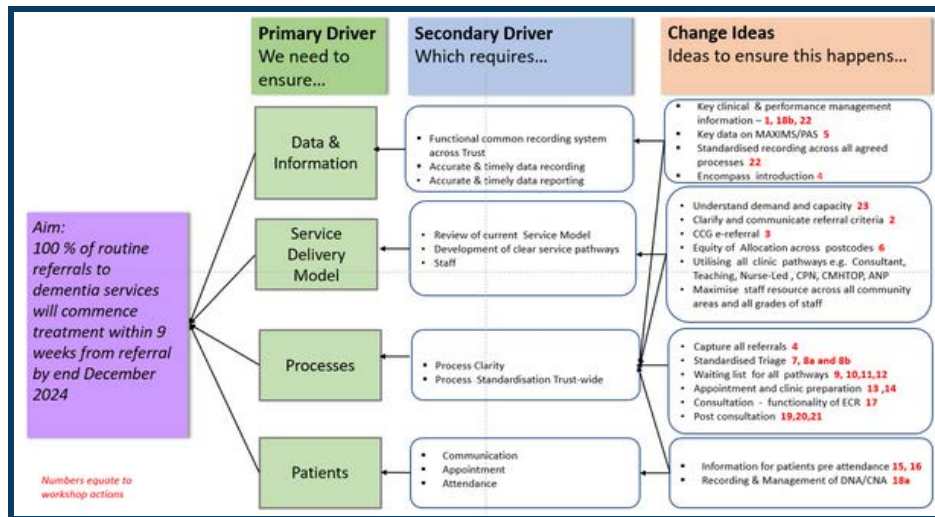 Primary Driver
We need to
ensure...
Secondary Driver
Which requires...
Change Ideas
Ideas to ensure this happens...
Aim:
100 % of routine
referrals to
dementia services
will commence
treatment within 9
weeks from referral
by end December
2024
Data &
Information
▪ Functional common recording system
across Trust
▪ Accurate & timely data recording
▪ Accurate & timely data reporting
▪ Key clinical & performance management
information – 1, 18b, 22
▪ Key data on MAXIMS/PAS 5
▪ Standardised recording across all agreed
processes 22
▪ Encompass introduction 4
Service
Delivery
Model
▪ Review of current Service Model
▪ Development of clear service pathways
▪ Staff
▪ Understand demand and capacity 23
▪ Clarify and communicate referral criteria 2
▪ CCG e-referral 3
▪ Equity of Allocation across postcodes 6
▪ Utilising all clinic pathways e.g. Consultant,
Teaching, Nurse-Led , CPN, CMHTOP, ANP
▪ Maximise staff resource across all community
areas and all grades of staff
Processes
▪ Process Clarity
▪ Process Standardisation Trust-wide
▪ Capture all referrals 4
▪ Standardised Triage 7, 8a and 8b
▪ Waiting list for all pathways 9, 10,11,12
▪ Appointment and clinic preparation 13 ,14
▪ Consultation - functionality of ECR 17
▪ Post consultation 19,20,21
Patients
▪ Communication
▪ Appointment
▪ Attendance
▪ Information for patients pre attendance 15, 16
▪ Recording & Management of DNA/CNA 18a
Numbers equate to
workshop actions